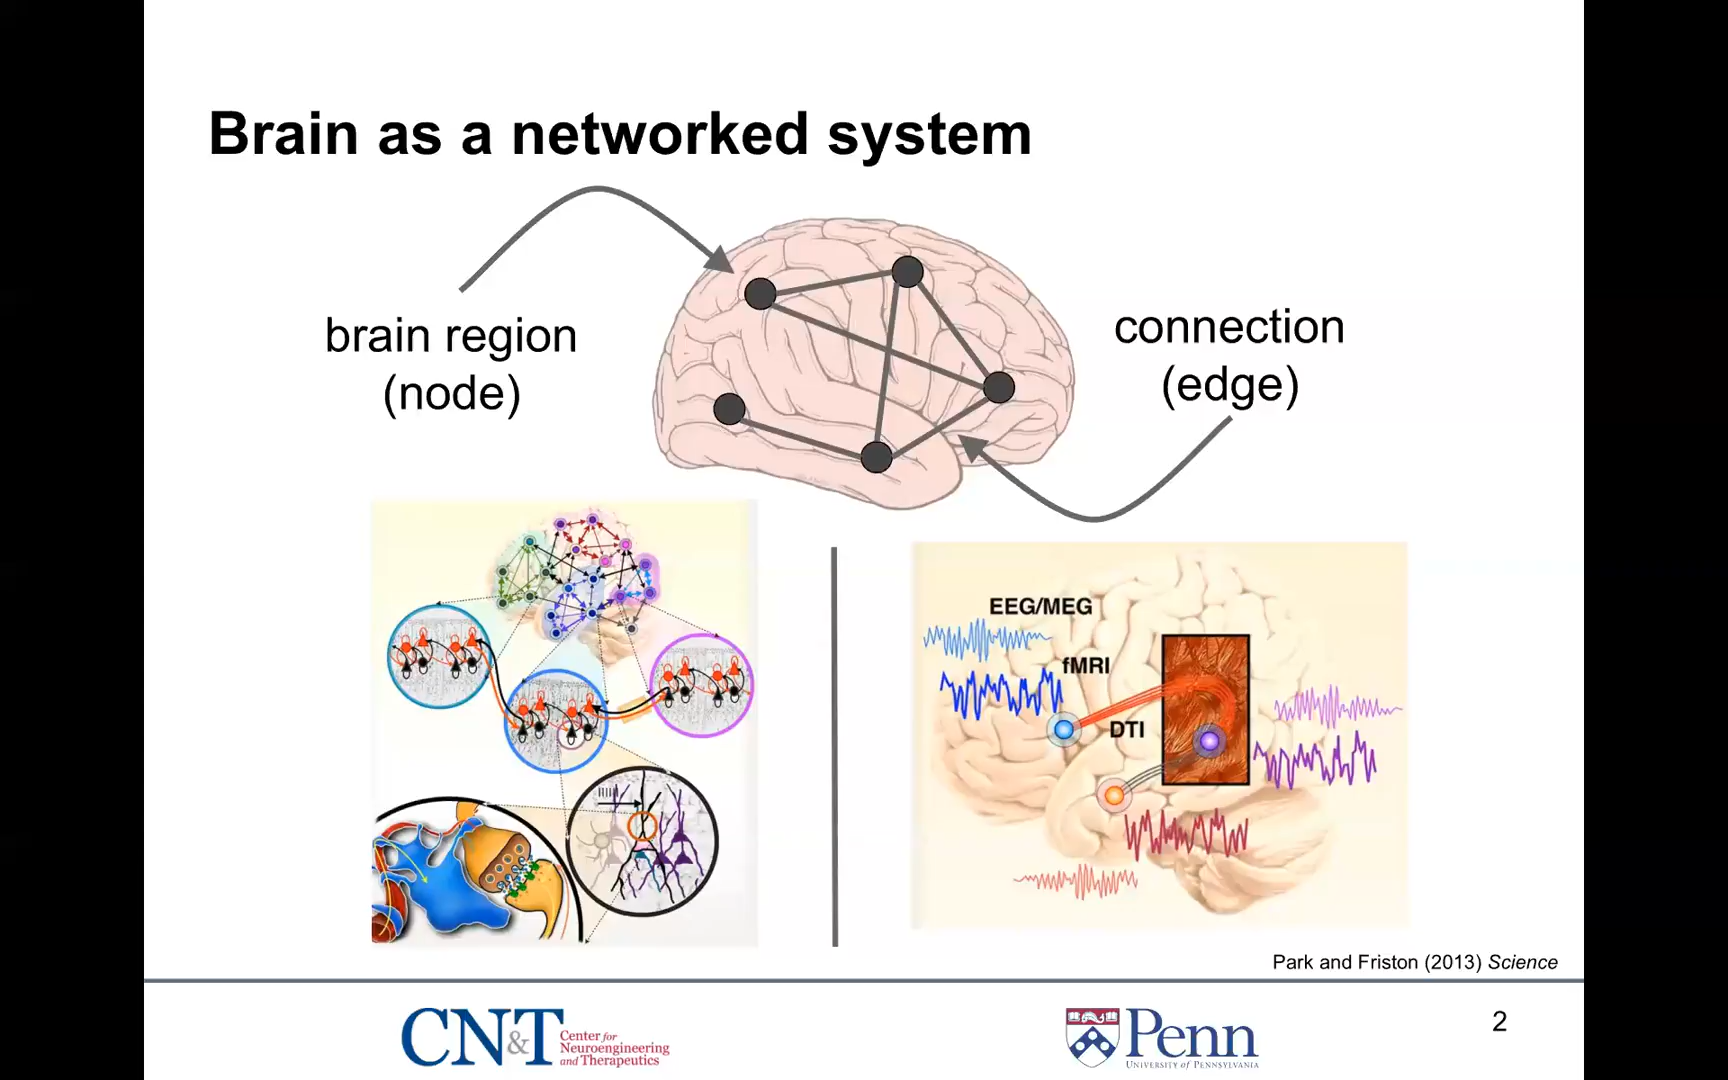 Brain as a networked system
brain region
(node)
connection
(edge)
EEG/MEG
fMRI
DTI
Park and Friston (2013) Science
CN&T
Center for
Neuroengineering
and Therapeutics
Penn
UNIVERSITY of PENNSYLVANIA
2